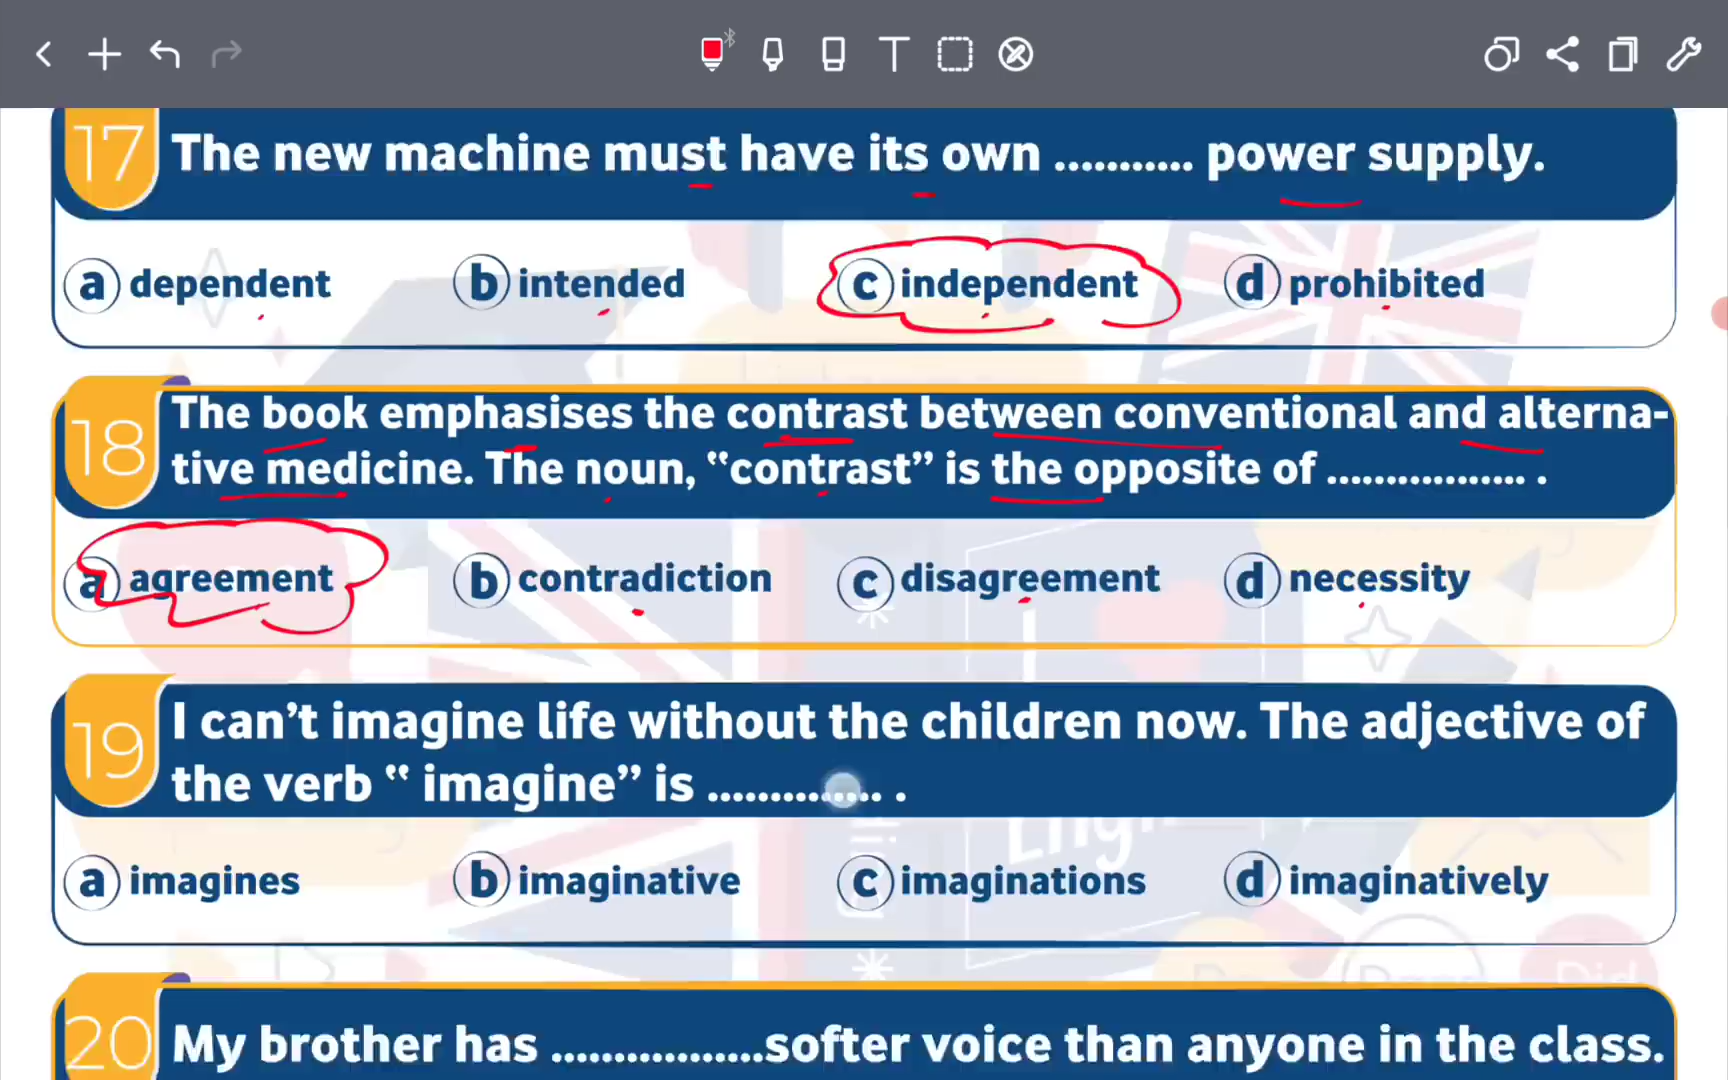 17 The new machine must have its own ........... power supply.
a dependent b intended c independent d prohibited
18 The book emphasises the contrast between conventional and alterna-
tive medicine. The noun, “contrast” is the opposite of ................. .
a agreement b contradiction c disagreement d necessity
19 I can’t imagine life without the children now. The adjective of
the verb “ imagine” is .............. .
a imagines b imaginative c imaginations d imaginatively
20 My brother has .................softer voice than anyone in the class.